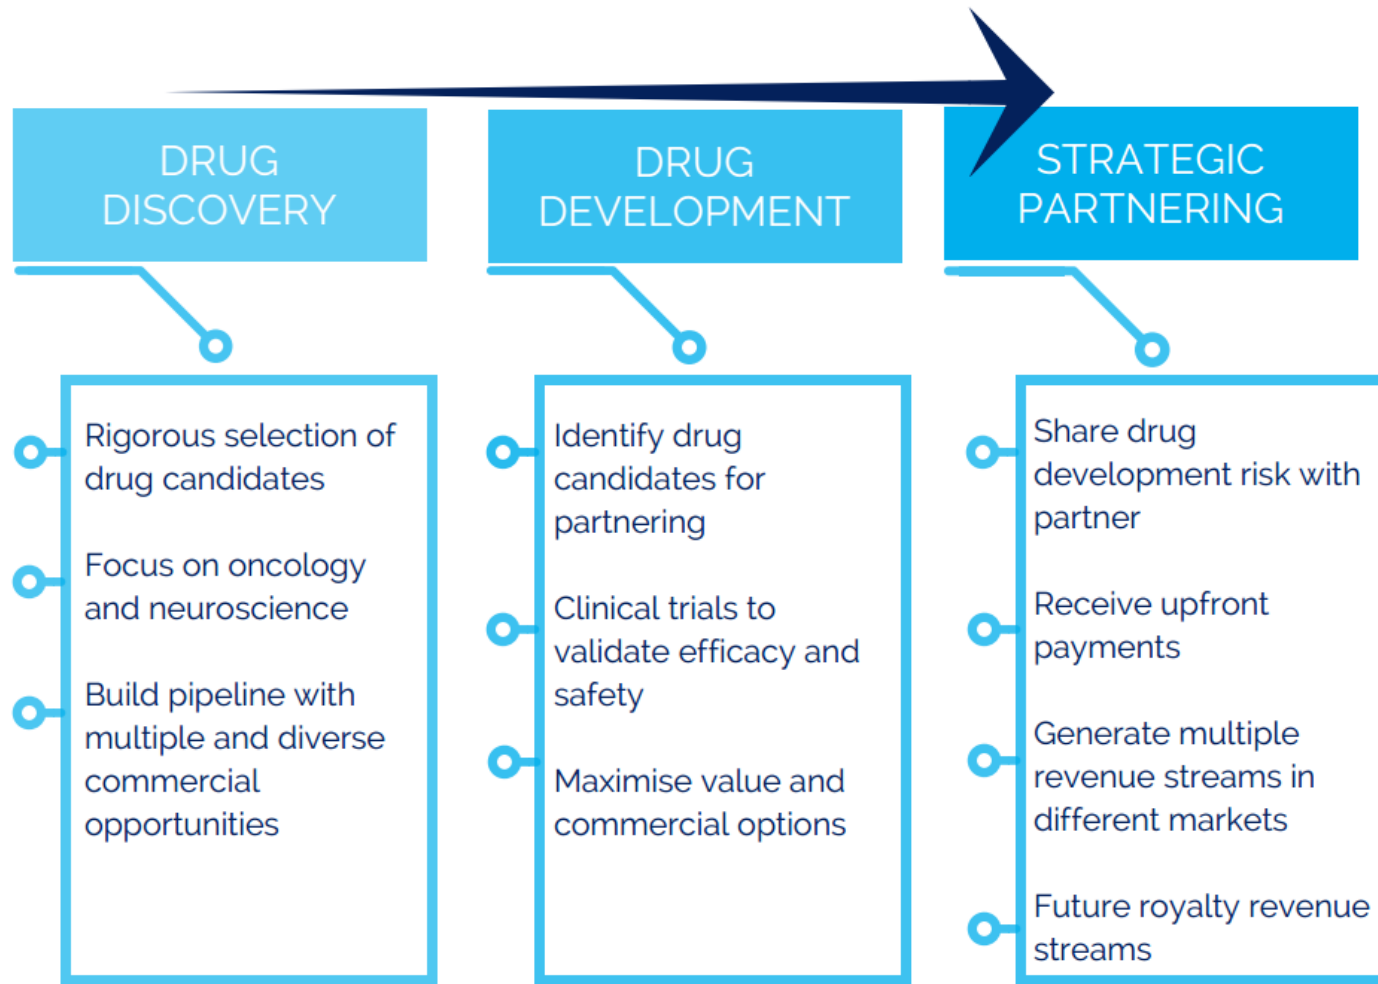 DRUG
DISCOVERY
Rigorous selection of
drug candidates
Focus on oncology
and neuroscience
Build pipeline with
multiple and diverse
commercial
opportunities
DRUG
DEVELOPMENT
Identify drug
candidates for
partnering
Clinical trials to
validate efficacy and
safety
Maximise value and
commercial options
STRATEGIC
PARTNERING
Share drug
development risk with
partner
Receive upfront
payments
Generate multiple
revenue streams in
different markets
Future royalty revenue
streams